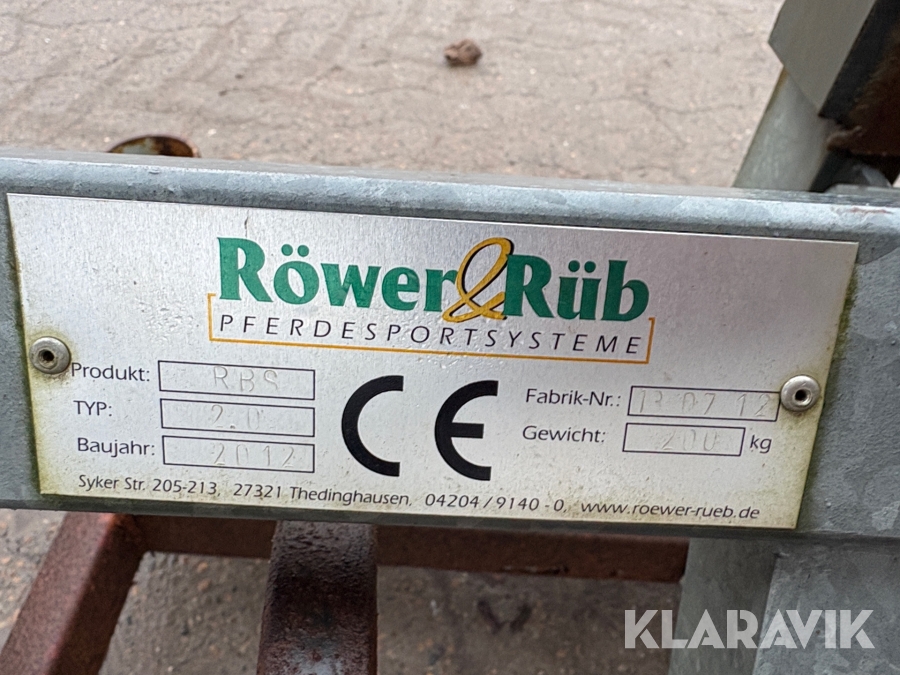 Röwer & Rüb
PFERDESPORTSYSTEME
Produkt: RBS
TYP: 2.0
Baujahr: 2012
CE
Fabrik-Nr.: 13 07 12
Gewicht: 200 kg
Syker Str. 205-213, 27321 Thedinghausen, 04204 / 9140 - 0, www.roewer-rueb.de
KLARAVIK